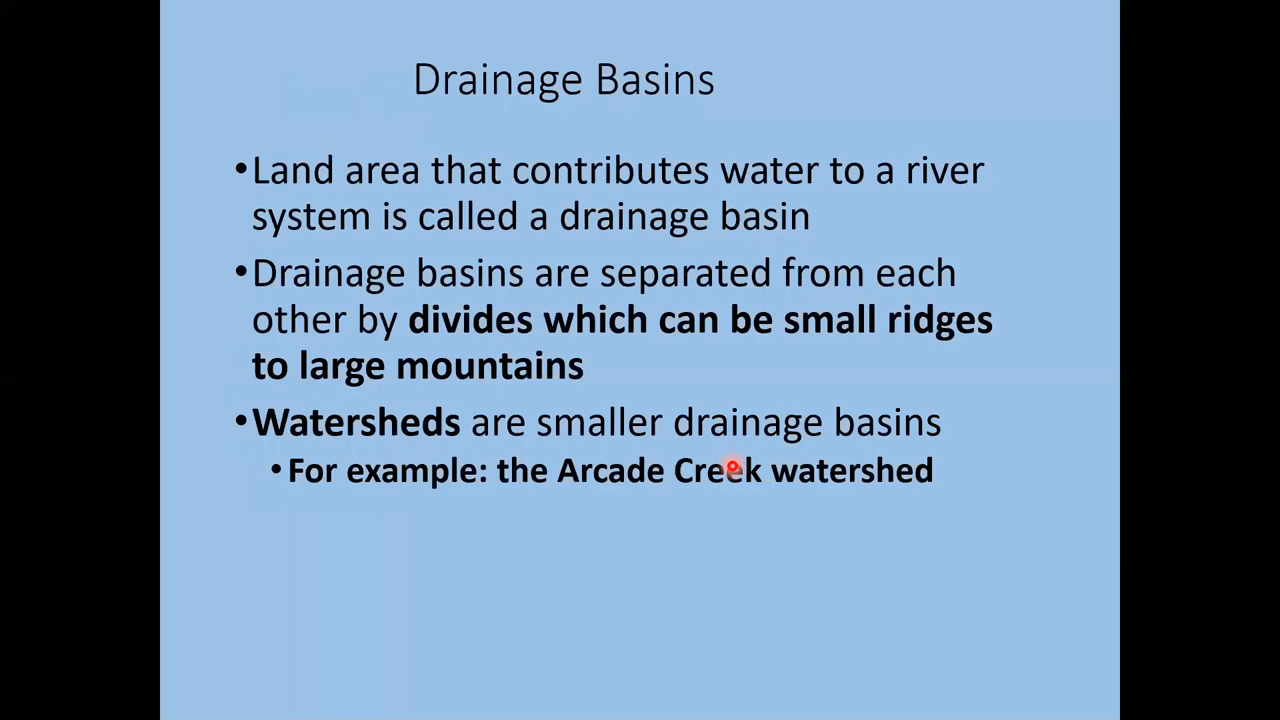 Drainage Basins
•Land area that contributes water to a river
system is called a drainage basin
•Drainage basins are separated from each
other by divides which can be small ridges
to large mountains
•Watersheds are smaller drainage basins
•For example: the Arcade Creek watershed